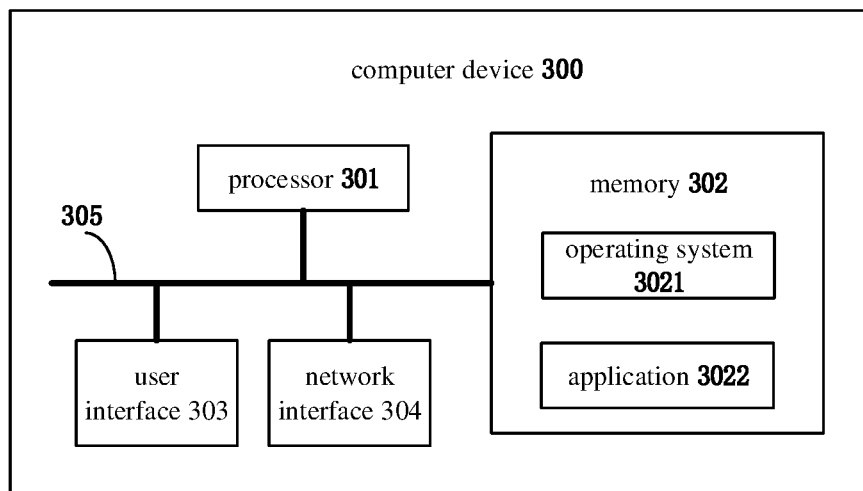 computer device 300
processor 301
memory 302
305
operating system
3021
user
interface 303
network
interface 304
application 3022